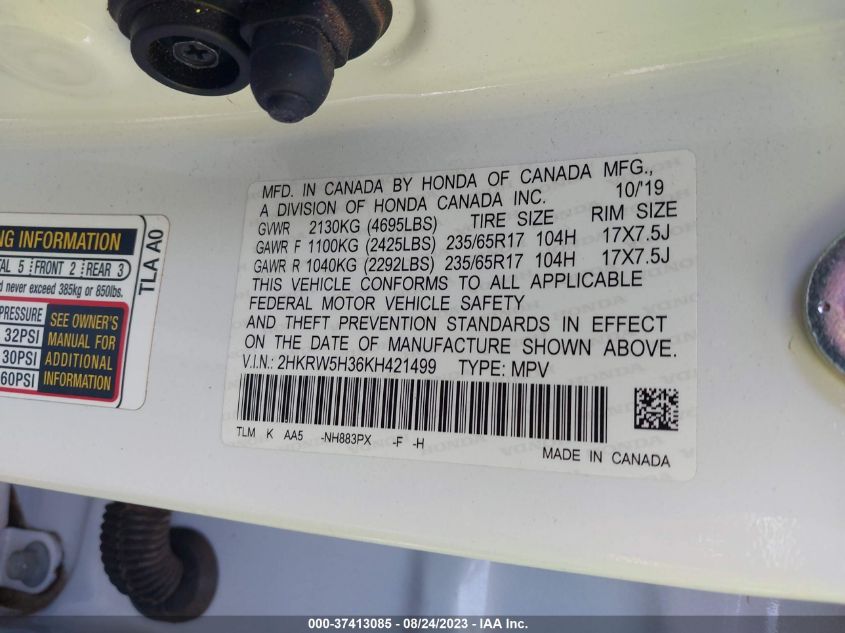 MFD. IN CANADA BY HONDA OF CANADA MFG.,
A DIVISION OF HONDA CANADA INC. 10/'19
GVWR 2130KG (4695LBS) TIRE SIZE RIM SIZE
GAWR F 1100KG (2425LBS) 235/65R17 104H 17X7.5J
GAWR R 1040KG (2292LBS) 235/65R17 104H 17X7.5J
THIS VEHICLE CONFORMS TO ALL APPLICABLE
FEDERAL MOTOR VEHICLE SAFETY
AND THEFT PREVENTION STANDARDS IN EFFECT
ON THE DATE OF MANUFACTURE SHOWN ABOVE.
V.I.N.: 2HKRW5H36KH421499 TYPE: MPV
TLM K AA5 -NH883PX -F -H
MADE IN CANADA
NG INFORMATION
TAL 5 FRONT 2 REAR 3
d never exceed 385kg or 850lbs.
PRESSURE
32PSI
30PSI
60PSI
SEE OWNER'S
MANUAL FOR
ADDITIONAL
INFORMATION
TLA A0
000-37413085 - 08/24/2023 - IAA Inc.